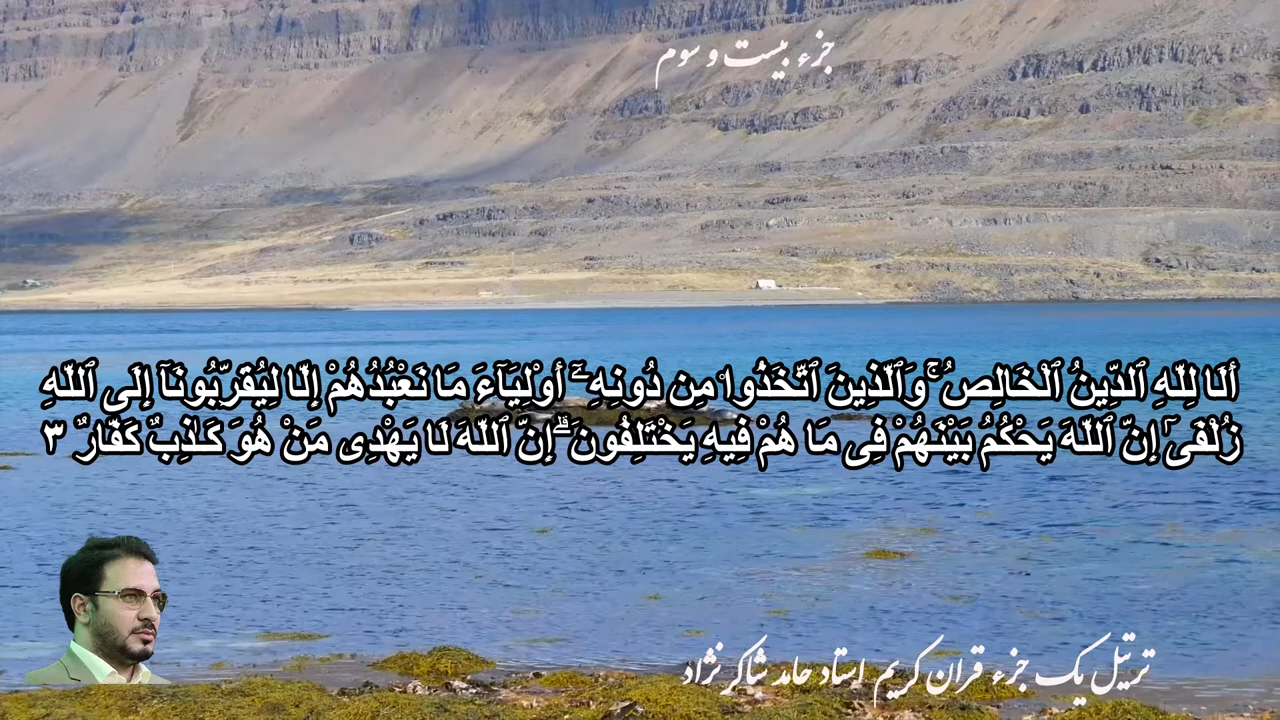 جزء بیست و سوم
أَلَا لِلَّهِ ٱلدِّينُ ٱلْخَالِصُ ۚ وَٱلَّذِينَ ٱتَّخَذُوا۟ مِن دُونِهِۦٓ أَوْلِيَآءَ مَا نَعْبُدُهُمْ إِلَّا لِيُقَرِّبُونَآ إِلَى ٱللَّهِ
زُلْفَىٰٓ إِنَّ ٱللَّهَ يَحْكُمُ بَيْنَهُمْ فِى مَا هُمْ فِيهِ يَخْتَلِفُونَ ۗ إِنَّ ٱللَّهَ لَا يَهْدِى مَنْ هُوَ كَـٰذِبٌ كَفَّارٌ ٣
ترتیل یک جزء قران کریم استاد حامد شاکرنژاد